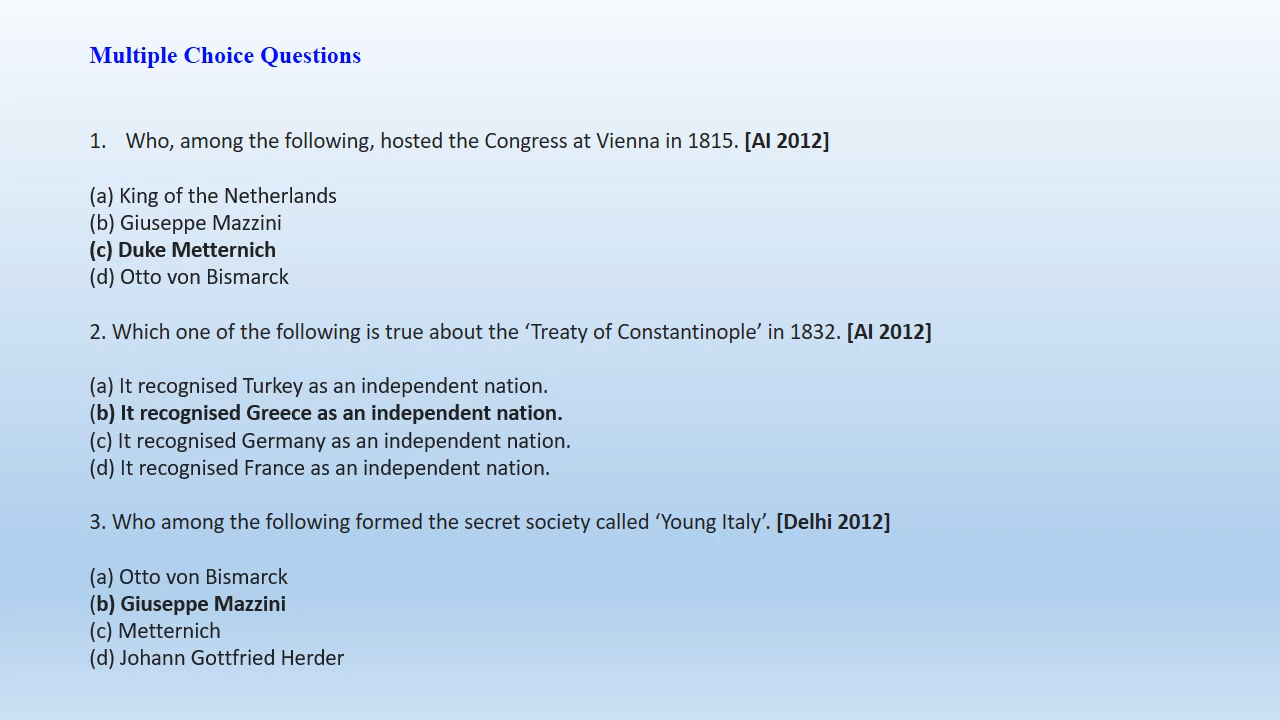 Multiple Choice Questions
1. Who, among the following, hosted the Congress at Vienna in 1815. [AI 2012]
(a) King of the Netherlands
(b) Giuseppe Mazzini
(c) Duke Metternich
(d) Otto von Bismarck
2. Which one of the following is true about the ‘Treaty of Constantinople’ in 1832. [AI 2012]
(a) It recognised Turkey as an independent nation.
(b) It recognised Greece as an independent nation.
(c) It recognised Germany as an independent nation.
(d) It recognised France as an independent nation.
3. Who among the following formed the secret society called ‘Young Italy’. [Delhi 2012]
(a) Otto von Bismarck
(b) Giuseppe Mazzini
(c) Metternich
(d) Johann Gottfried Herder